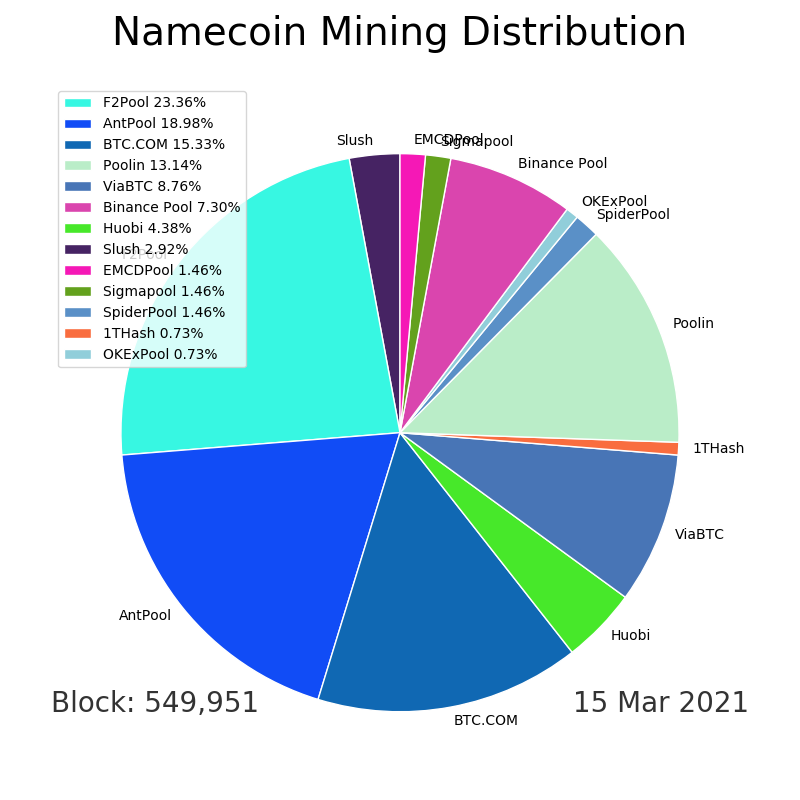 Namecoin Mining Distribution
F2Pool 23.36%
AntPool 18.98%
BTC.COM 15.33%
Poolin 13.14%
ViaBTC 8.76%
Binance Pool 7.30%
Huobi 4.38%
Slush 2.92%
EMCDPool 1.46%
Sigmapool 1.46%
SpiderPool 1.46%
1THash 0.73%
OKExPool 0.73%
Slush
EMCDPool
Sigmapool
Binance Pool
OKExPool
SpiderPool
F2Pool
Poolin
1THash
ViaBTC
AntPool
Huobi
BTC.COM
Block: 549,951
15 Mar 2021